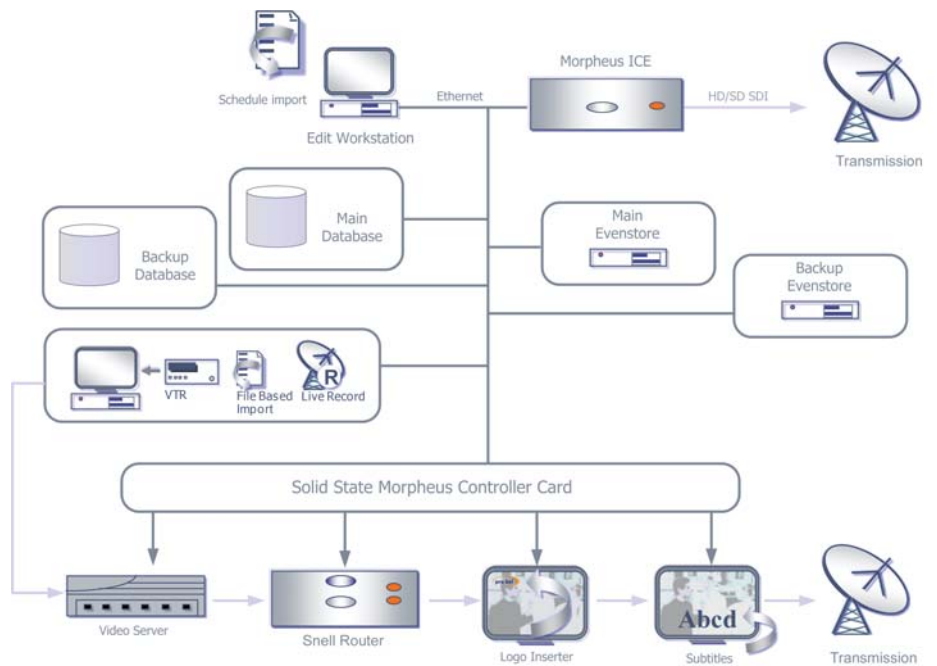 Schedule import
Edit Workstation
Ethernet
Morpheus ICE
HD/SD SDI
Transmission
Main
Database
Backup
Database
Main
Evenstore
Backup
Evenstore
VTR
File Based
Import
Live Record
R
Solid State Morpheus Controller Card
Video Server
Snell Router
Logo Inserter
Abcd
Subtitles
Transmission